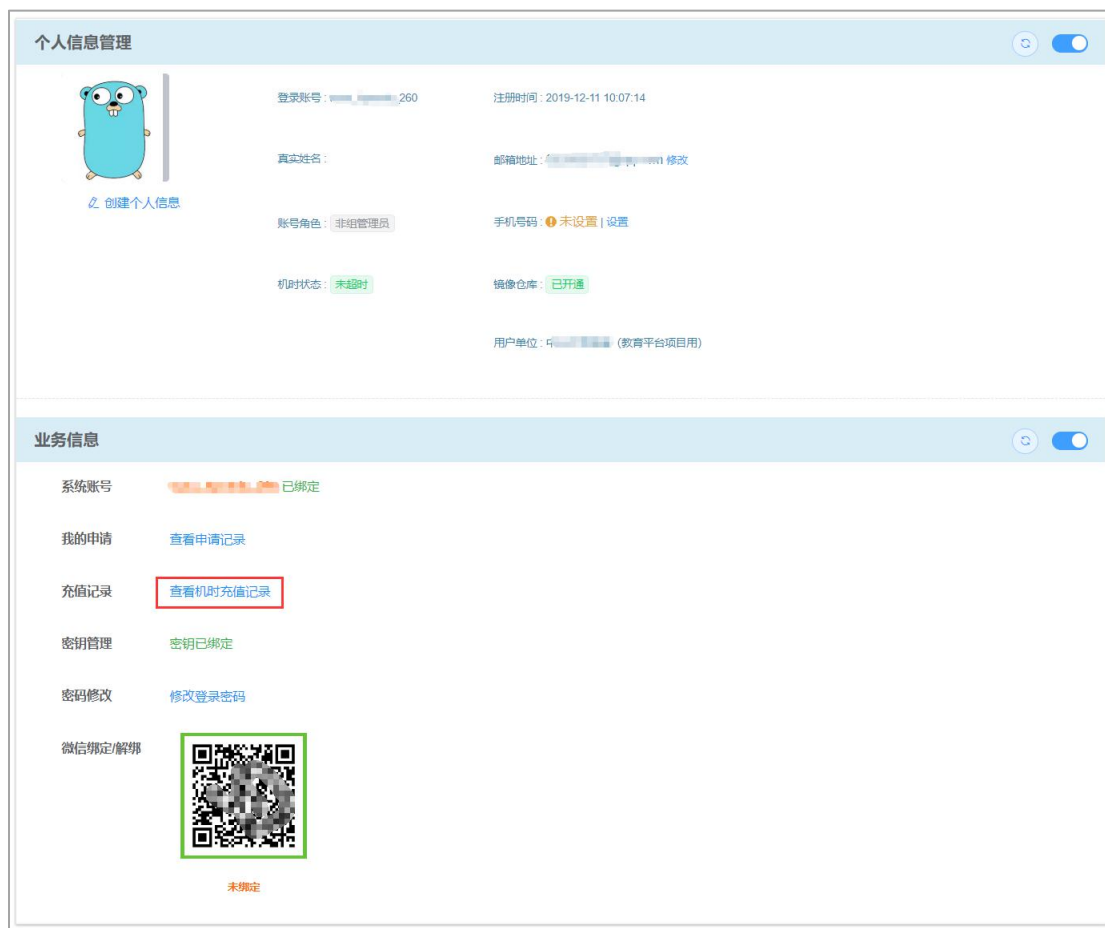 个人信息管理
登录账号 : _260
注册时间 : 2019-12-11 10:07:14
真实姓名 :
邮箱地址 : 修改
创建个人信息
账号角色 : 非组管理员
手机号码 : 未设置 | 设置
机时状态 : 未超时
镜像仓库 : 已开通
用户单位 : (教育平台项目用)
业务信息
系统账号 已绑定
我的申请 查看申请记录
充值记录 查看机时充值记录
密钥管理 密钥已绑定
密码修改 修改登录密码
微信绑定/解绑
未绑定